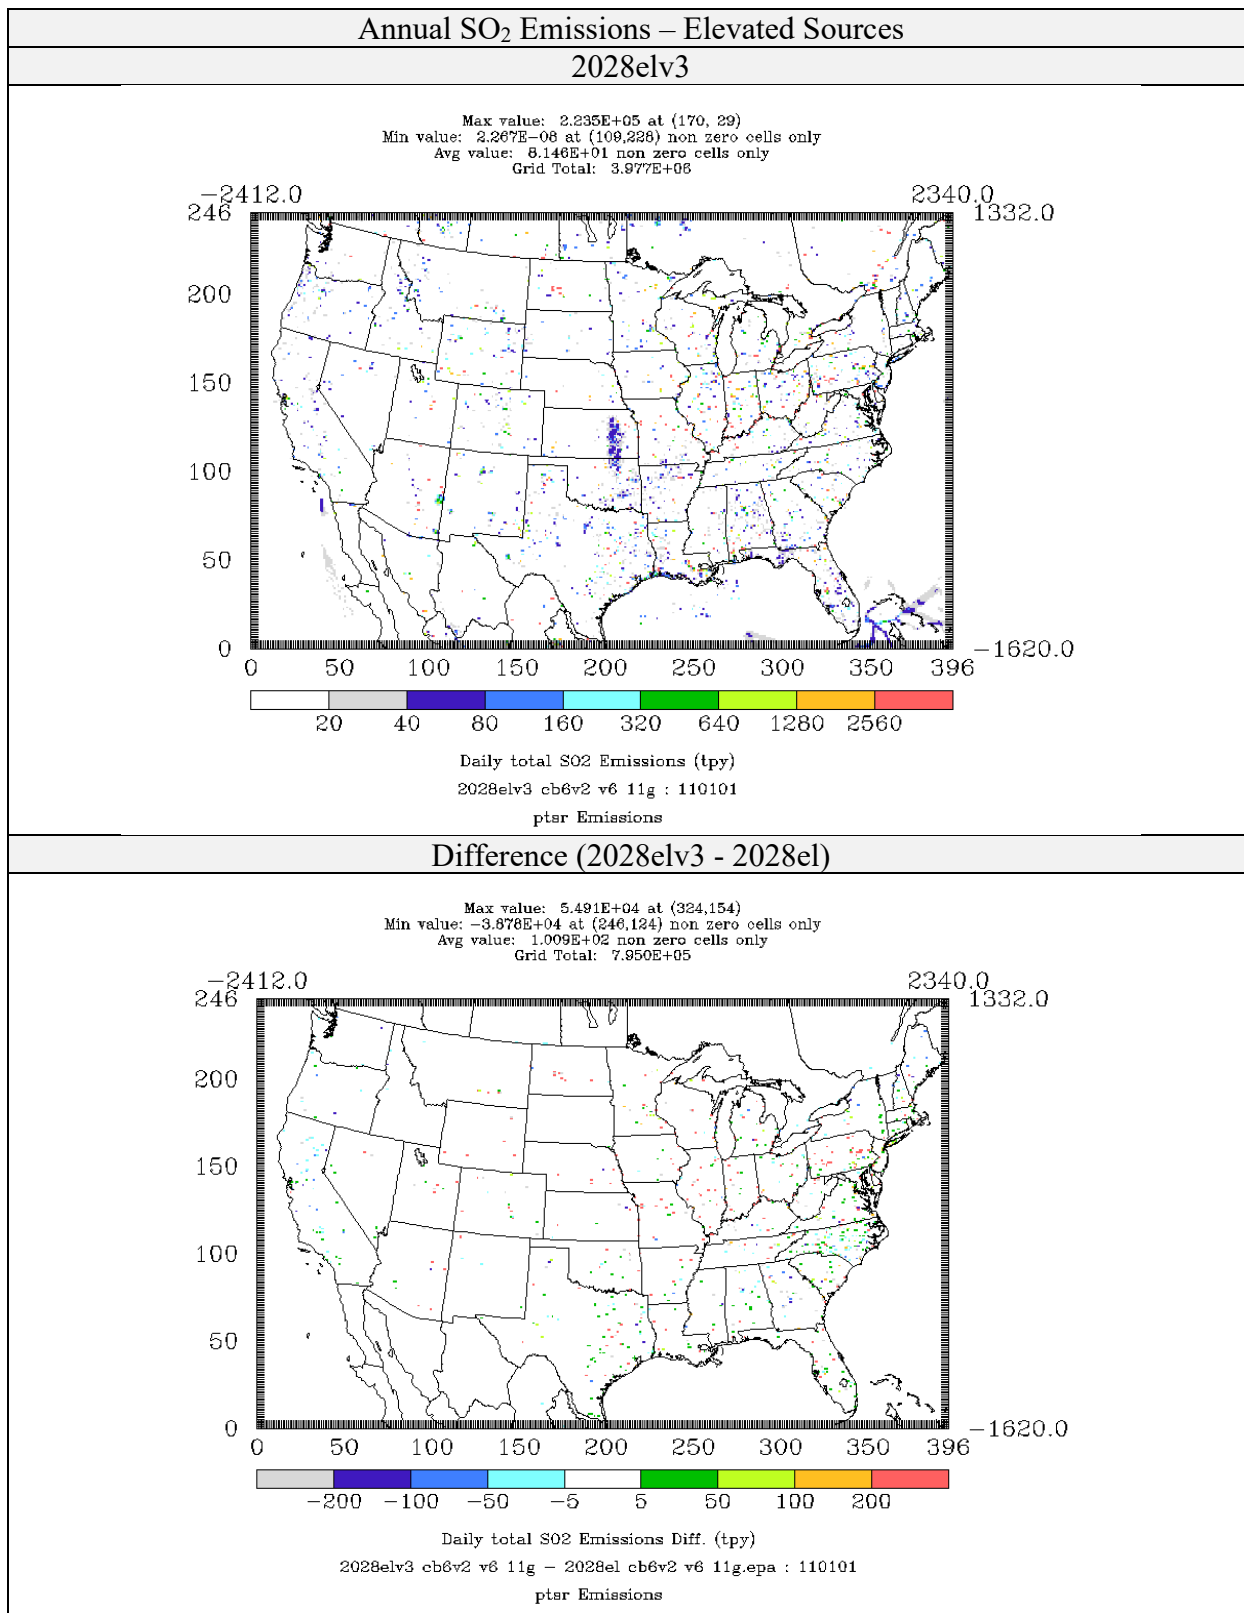 Annual SO₂ Emissions – Elevated Sources
2028elv3
Max value: 2.235E+05 at (170, 29)
Min value: 2.267E-08 at (109,228) non zero cells only
Avg value: 8.146E+01 non zero cells only
Grid Total: 3.977E+06
-2412.0 2340.0
246 1332.0
200
150
100
50
0 -1620.0
0 50 100 150 200 250 300 350 396
20 40 80 160 320 640 1280 2560
Daily total SO2 Emissions (tpy)
2028elv3 cb6v2 v6 11g : 110101
ptsr Emissions
Difference (2028elv3 - 2028el)
Max value: 5.491E+04 at (324,154)
Min value: -3.878E+04 at (246,124) non zero cells only
Avg value: 1.009E+02 non zero cells only
Grid Total: 7.950E+05
-2412.0 2340.0
246 1332.0
200
150
100
50
0 -1620.0
0 50 100 150 200 250 300 350 396
-200 -100 -50 -5 5 50 100 200
Daily total SO2 Emissions Diff. (tpy)
2028elv3 cb6v2 v6 11g - 2028el cb6v2 v6 11g.epa : 110101
ptsr Emissions